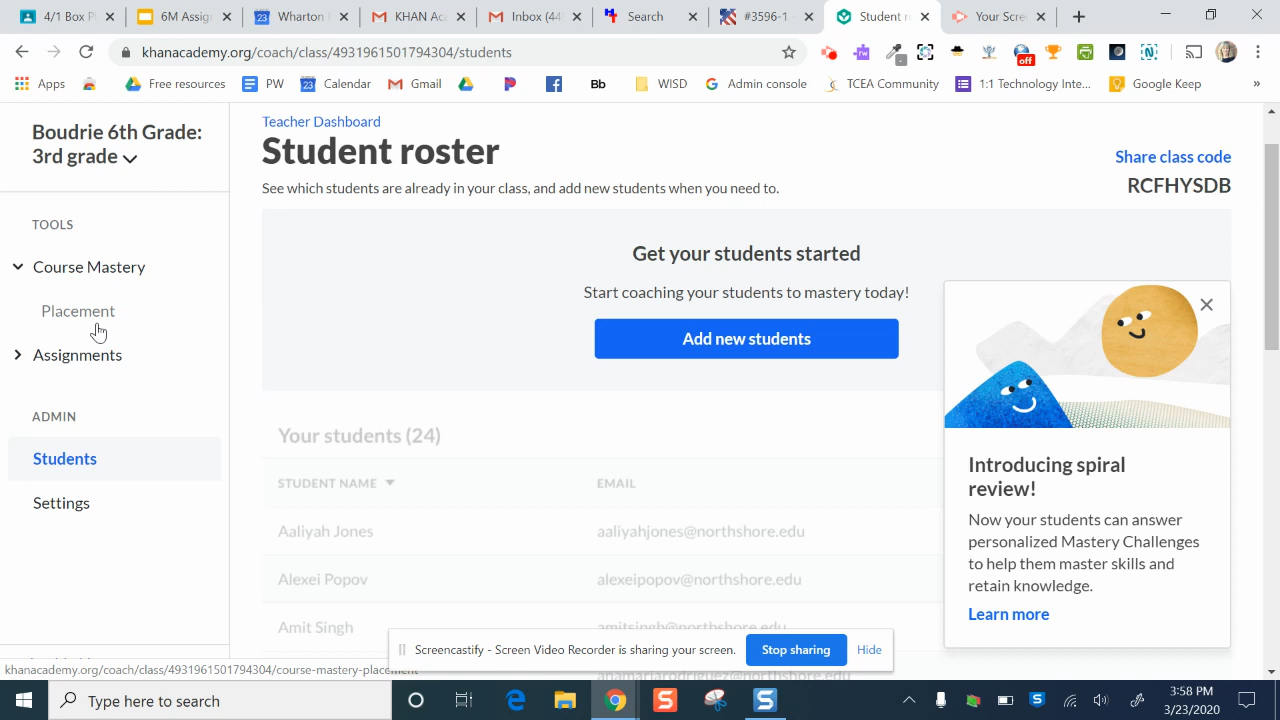 4/1 Box Pl
6M Assign
Wharton
KHAN Ac
Inbox (44
Search
#3596-1 -
Student r
Your Scre
khanacademy.org/coach/class/4931961501794304/students
off
Apps
Free resources
PW
Calendar
Gmail
Bb
WISD
Admin console
TCEA Community
1:1 Technology Inte...
Google Keep
»
Boudrie 6th Grade:
3rd grade
TOOLS
Course Mastery
Placement
Assignments
ADMIN
Students
Settings
Teacher Dashboard
Student roster
See which students are already in your class, and add new students when you need to.
Share class code
RCFHYSDB
Get your students started
Start coaching your students to mastery today!
Add new students
Your students (24)
STUDENT NAME EMAIL
Aaliyah Jones aaliyahjones@northshore.edu
Alexei Popov alexeipopov@northshore.edu
Amit Singh amitsingh@northshore.edu
Introducing spiral
review!
Now your students can answer
personalized Mastery Challenges
to help them master skills and
retain knowledge.
Learn more
Screencastify - Screen Video Recorder is sharing your screen.
Stop sharing
Hide
khanacademy.org/coach/class/4931961501794304/course-mastery-placement
Type here to search
3:58 PM
3/23/2020